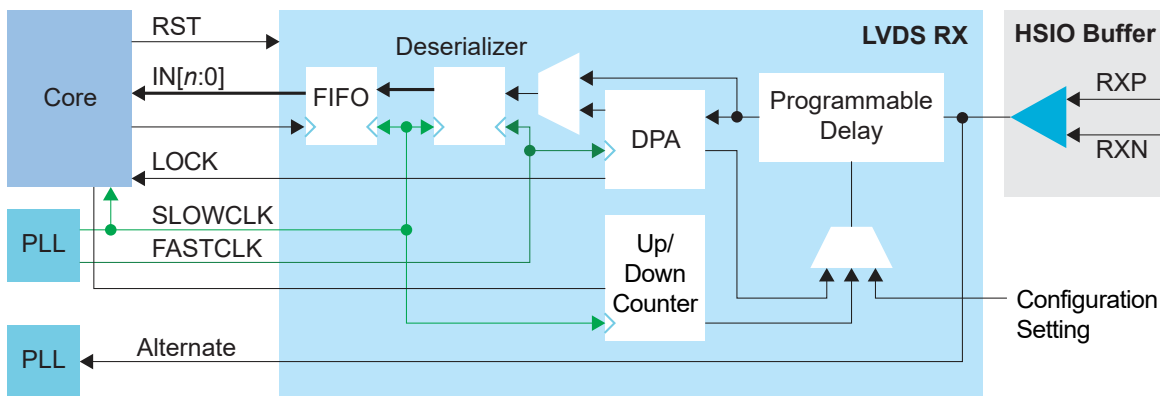 RST
LVDS RX
HSIO Buffer
Deserializer
IN[n:0]
Core
FIFO
Programmable
Delay
RXP
RXN
DPA
LOCK
SLOWCLK
PLL
FASTCLK
Up/
Down
Counter
Configuration
Setting
Alternate
PLL